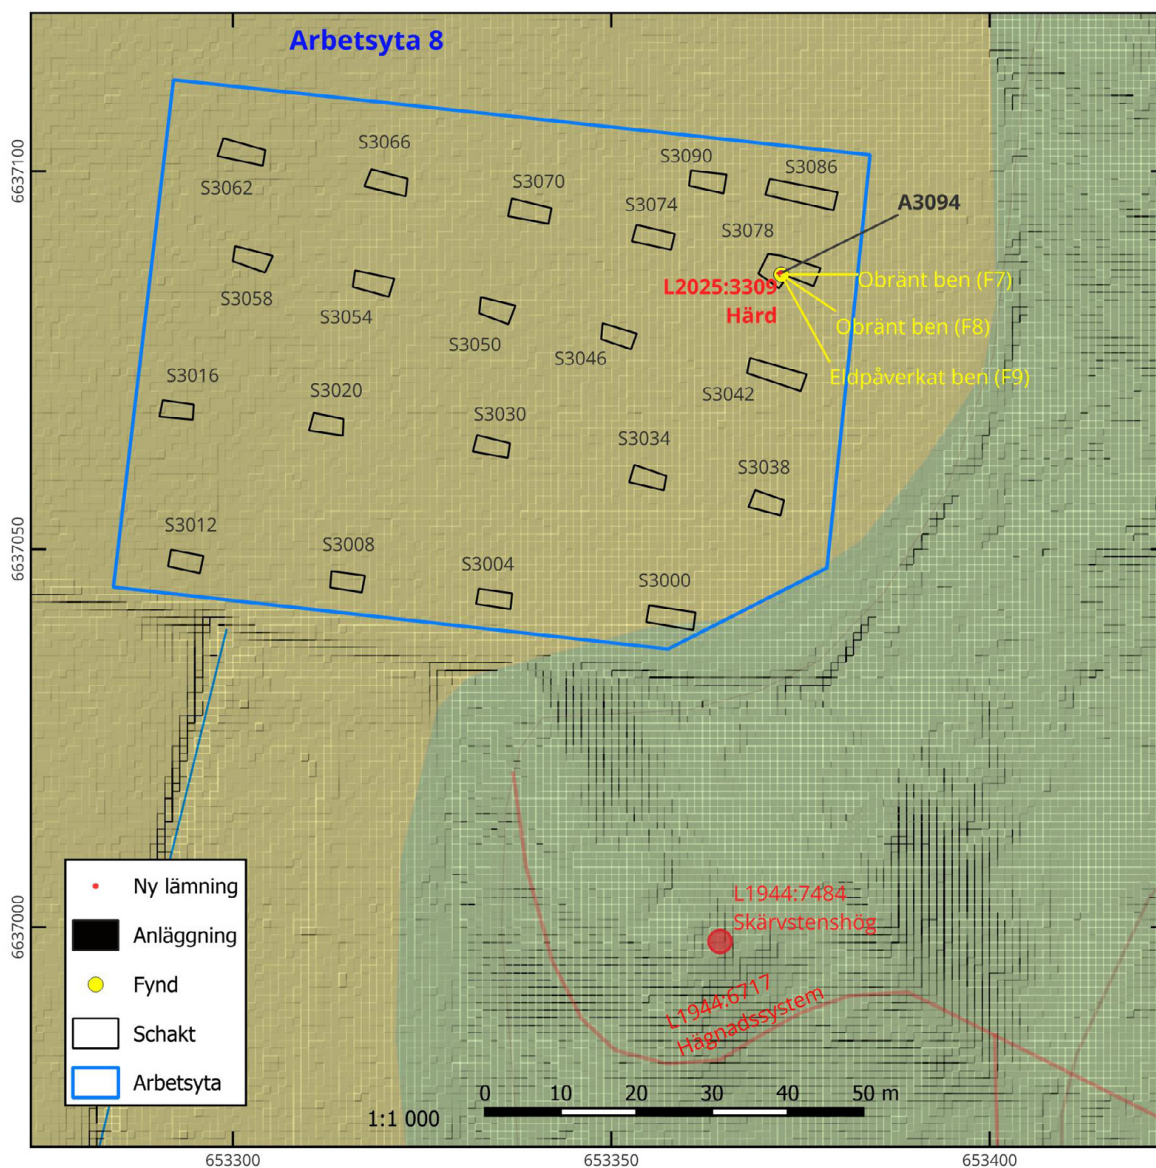 Arbetsyta 8
6637100
S3062
S3066
S3070
S3090
S3086
S3074
S3078
A3094
S3058
S3054
S3050
S3046
L2025:3309
Härd
Obränt ben (F7)
Obränt ben (F8)
Eldpåverkat ben (F9)
S3042
S3016
S3020
S3030
S3034
S3038
6637050
S3012
S3008
S3004
S3000
L1944:7484
Skärvstenshög
6637000
L1944:6717
Hägnadssystem
Ny lämning
Anläggning
Fynd
Schakt
Arbetsyta
1:1 000
0 10 20 30 40 50 m
653300 653350 653400